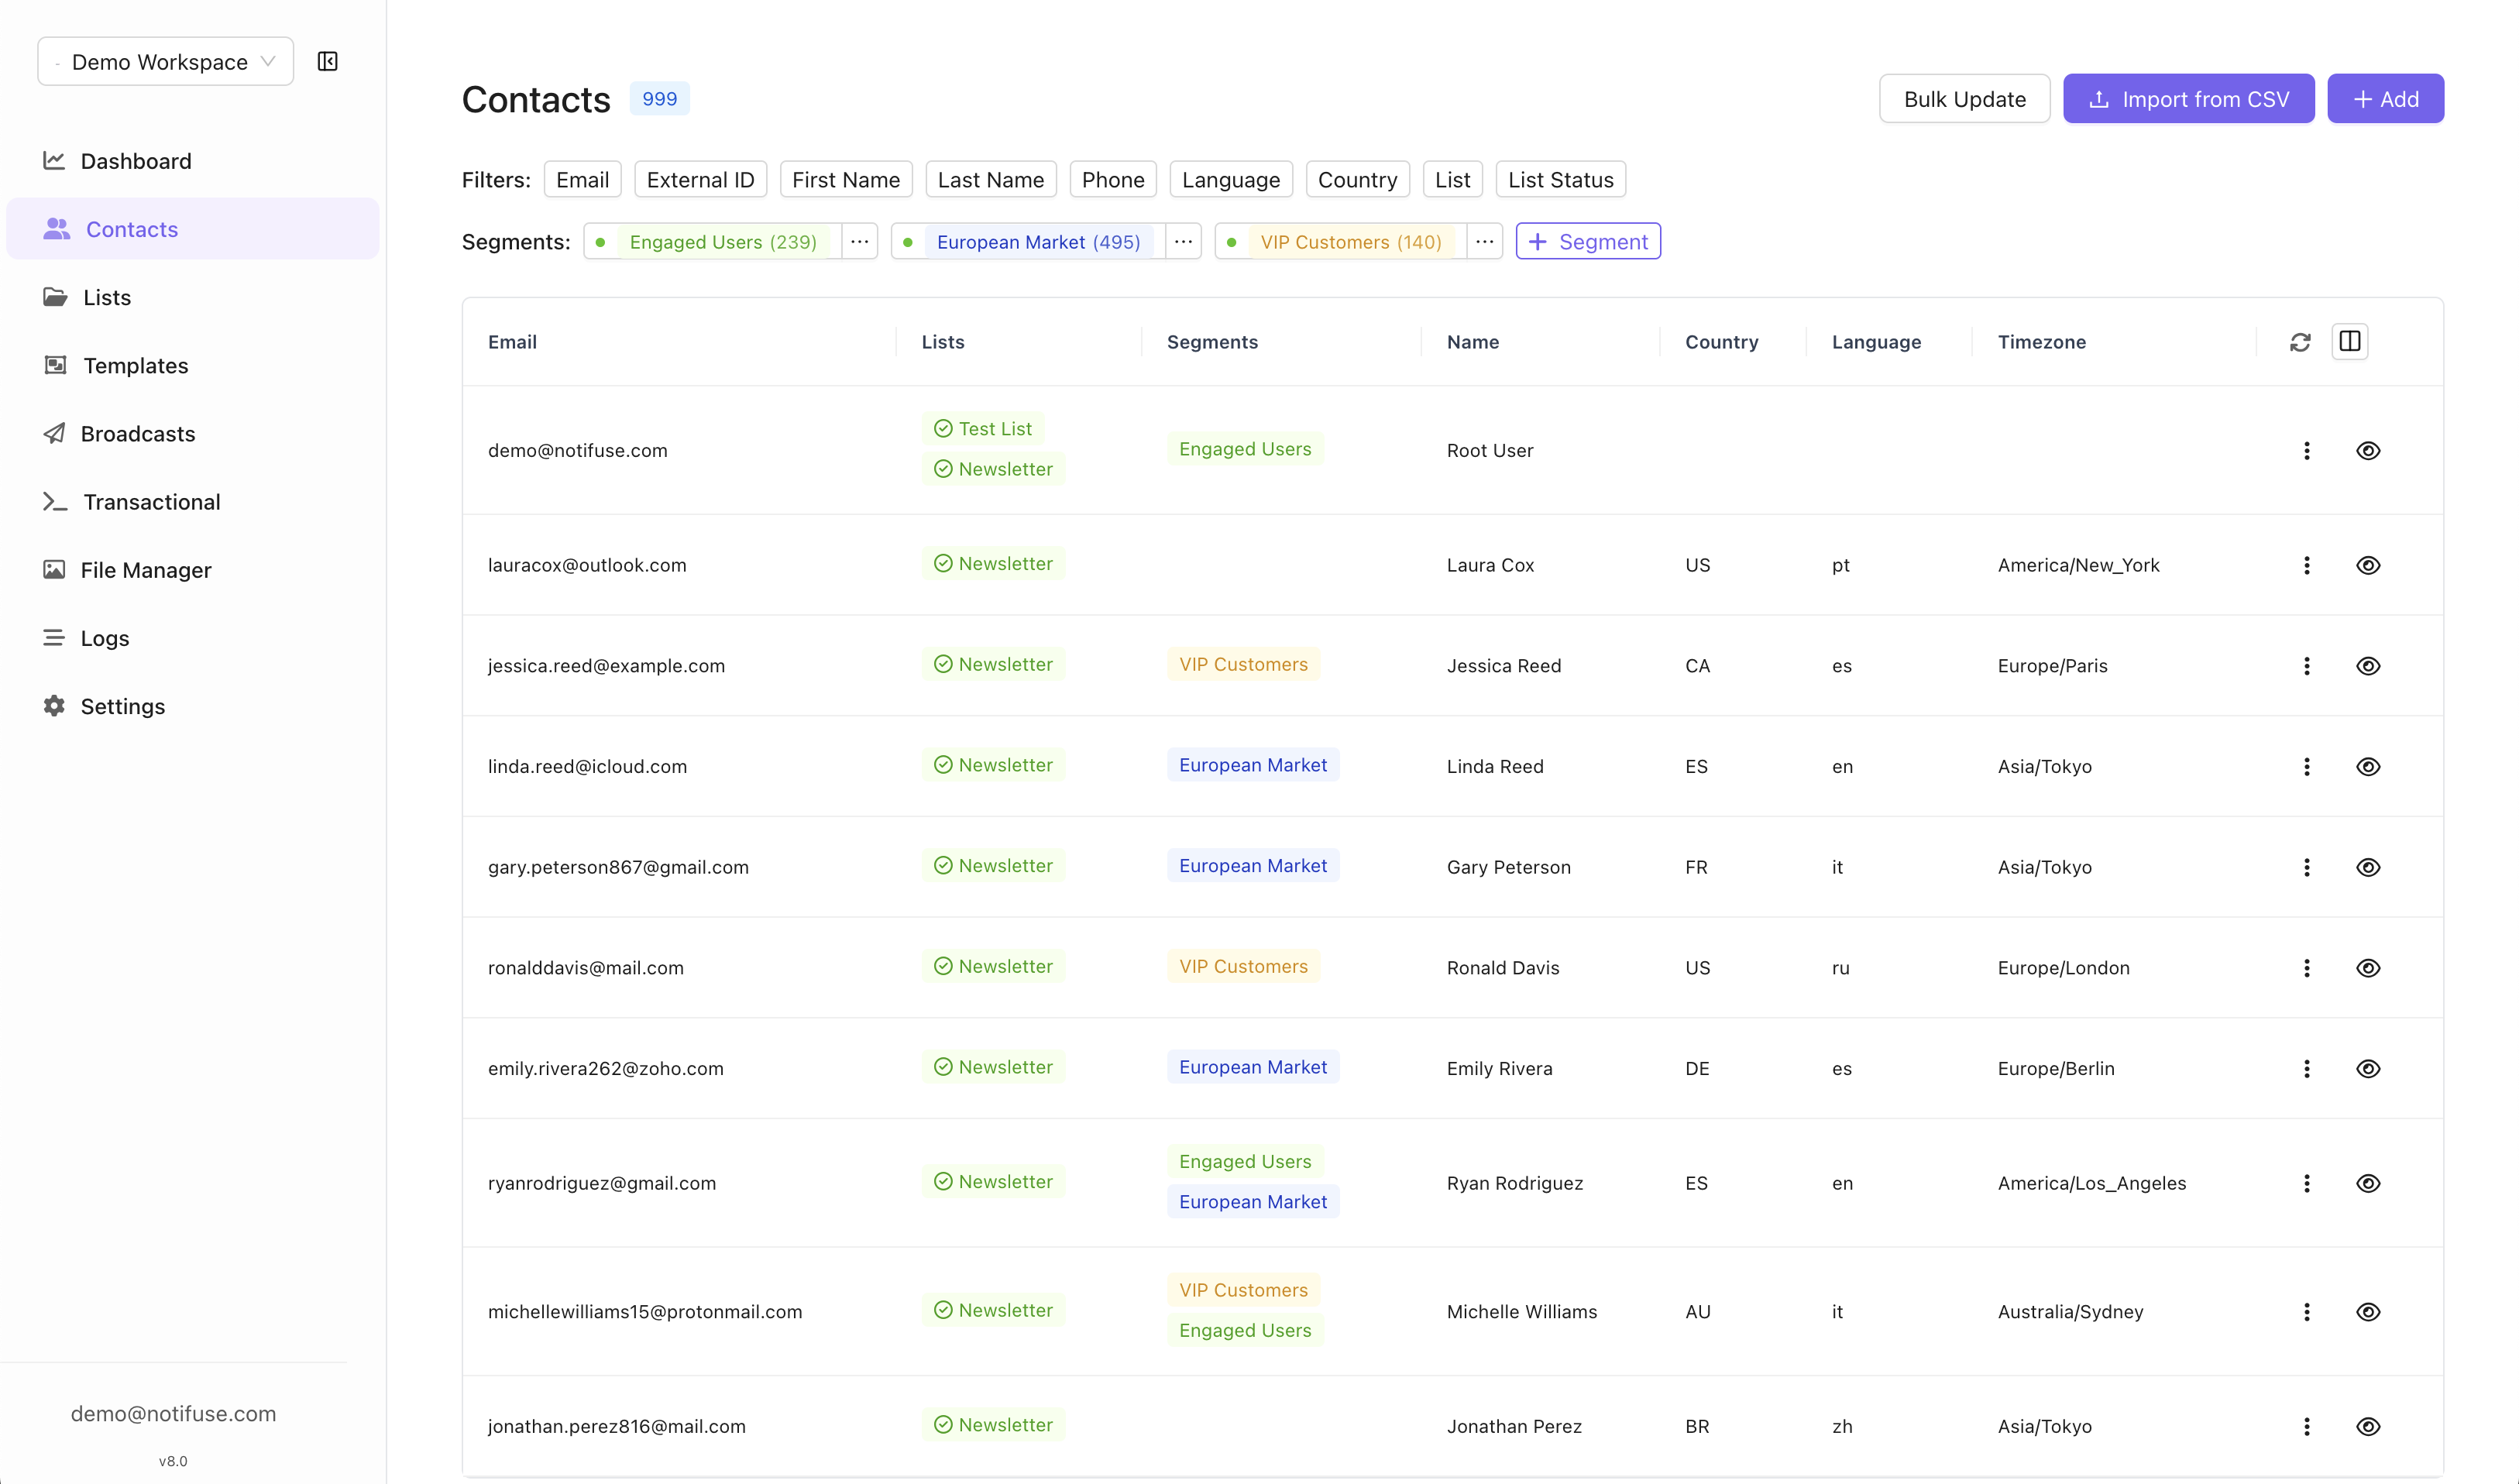 Demo Workspace
Dashboard
Contacts
Lists
Templates
Broadcasts
Transactional
File Manager
Logs
Settings
demo@notifuse.com
v8.0
Contacts 999
Bulk Update Import from CSV + Add
Filters: Email External ID First Name Last Name Phone Language Country List List Status
Segments: Engaged Users (239) ... European Market (495) ... VIP Customers (140) ... + Segment
Email Lists Segments Name Country Language Timezone
demo@notifuse.com Test List Newsletter Engaged Users Root User
lauracox@outlook.com Newsletter Laura Cox US pt America/New_York
jessica.reed@example.com Newsletter VIP Customers Jessica Reed CA es Europe/Paris
linda.reed@icloud.com Newsletter European Market Linda Reed ES en Asia/Tokyo
gary.peterson867@gmail.com Newsletter European Market Gary Peterson FR it Asia/Tokyo
ronalddavis@mail.com Newsletter VIP Customers Ronald Davis US ru Europe/London
emily.rivera262@zoho.com Newsletter European Market Emily Rivera DE es Europe/Berlin
ryanrodriguez@gmail.com Newsletter Engaged Users European Market Ryan Rodriguez ES en America/Los_Angeles
michellewilliams15@protonmail.com Newsletter VIP Customers Engaged Users Michelle Williams AU it Australia/Sydney
jonathan.perez816@mail.com Newsletter Jonathan Perez BR zh Asia/Tokyo